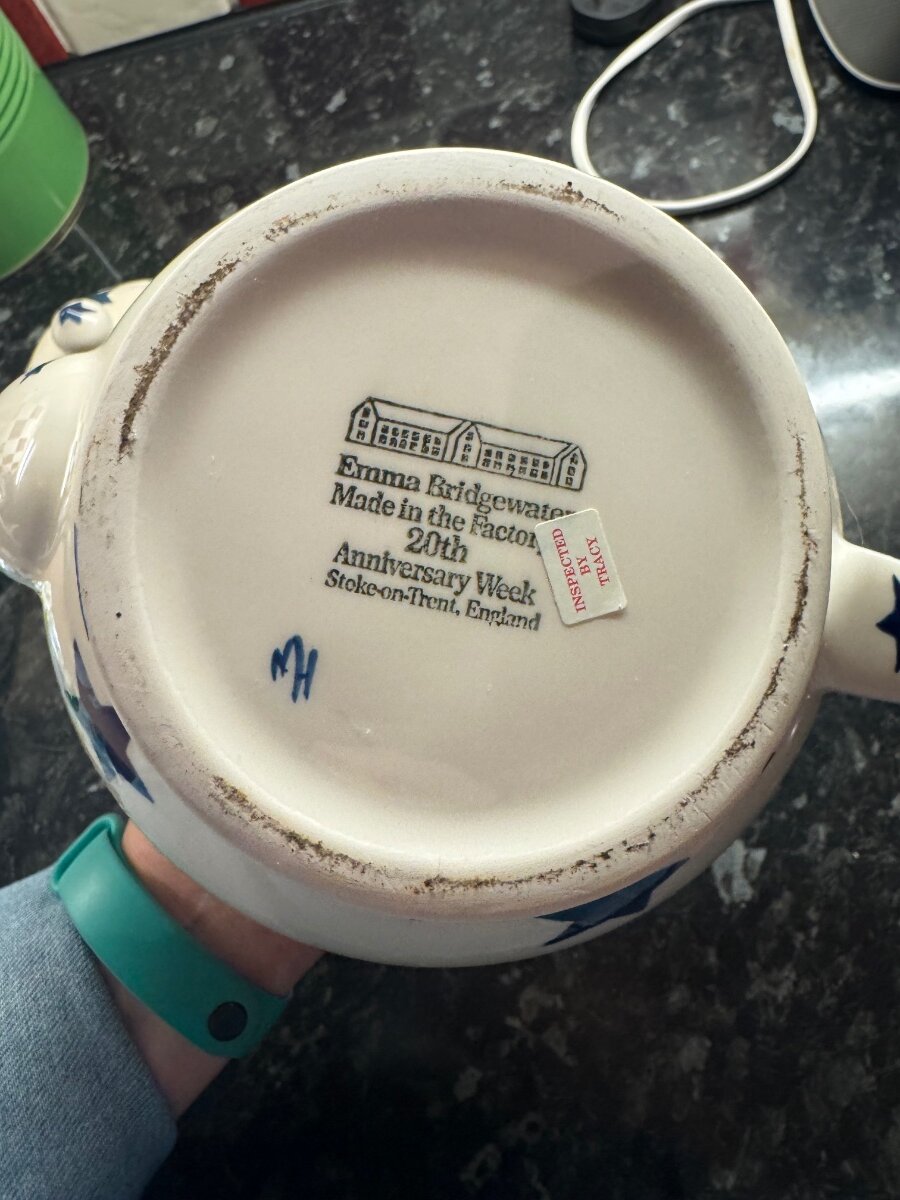 Emma Bridgewater
Made in the Factory
20th
Anniversary Week
Stoke-on-Trent, England
INSPECTED
BY
TRACY
MH